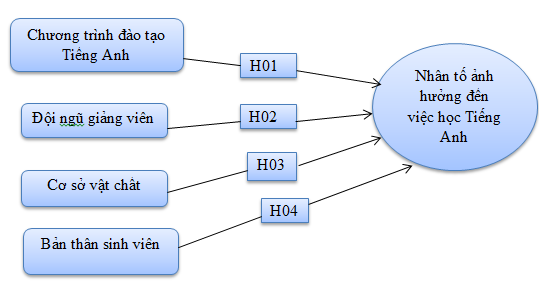 Chương trình đào tạo
Tiếng Anh
H01
Nhân tố ảnh
hưởng đến
việc học Tiếng
Anh
Đội ngũ giảng viên
H02
Cơ sở vật chất
H03
Bản thân sinh viên
H04